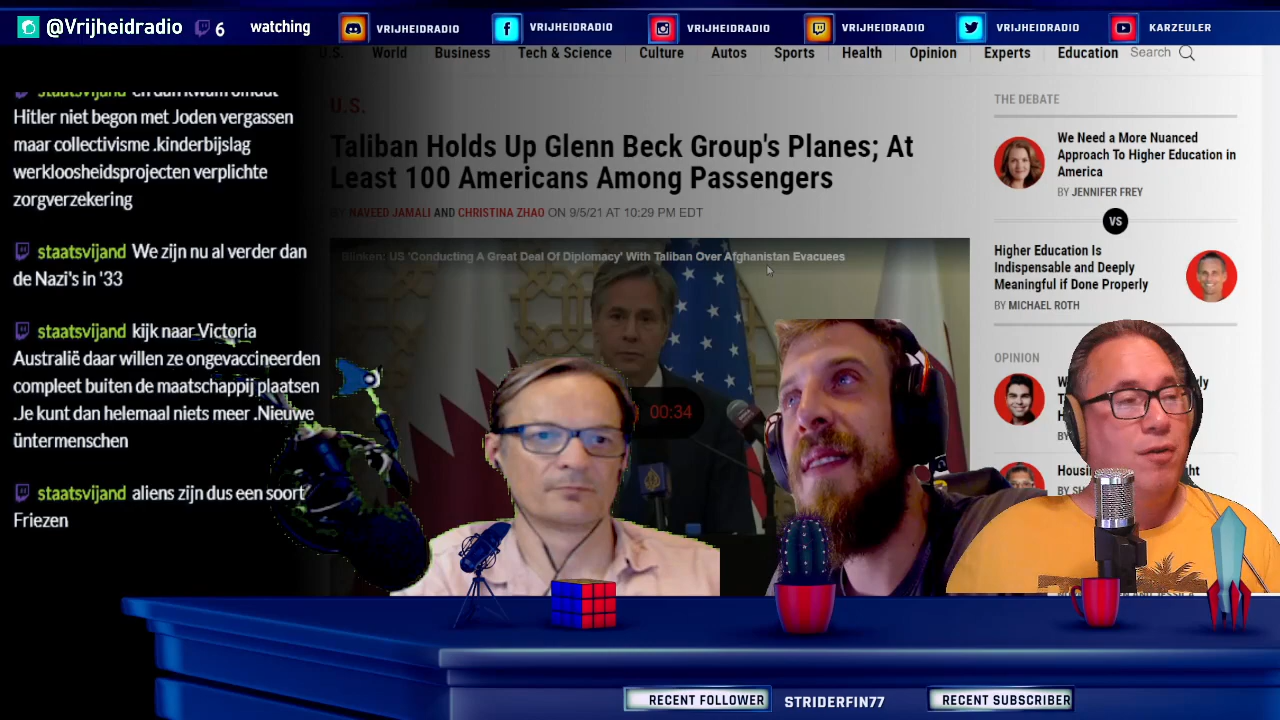 @Vrijheidradio 6 watching VRIJHEIDRADIO VRIJHEIDRADIO VRIJHEIDRADIO VRIJHEIDRADIO VRIJHEIDRADIO KARZEULER
U.S. World Business Tech & Science Culture Autos Sports Health Opinion Experts Education Search
staatsvijand en dan kwam omdat
Hitler niet begon met Joden vergassen
maar collectivisme .kinderbijslag
werkloosheidsprojecten verplichte
zorgverzekering
staatsvijand We zijn nu al verder dan
de Nazi's in '33
staatsvijand kijk naar Victoria
Australië daar willen ze ongevaccineerden
compleet buiten de maatschappij plaatsen
.Je kunt dan helemaal niets meer .Nieuwe
üntermenschen
staatsvijand aliens zijn dus een soort
Friezen
U.S.
Taliban Holds Up Glenn Beck Group's Planes; At
Least 100 Americans Among Passengers
BY NAVEED JAMALI AND CHRISTINA ZHAO ON 9/5/21 AT 10:29 PM EDT
Blinken: US 'Conducting A Great Deal Of Diplomacy' With Taliban Over Afghanistan Evacuees
00:34
THE DEBATE
We Need a More Nuanced
Approach To Higher Education in
America
BY JENNIFER FREY
VS
Higher Education Is
Indispensable and Deeply
Meaningful if Done Properly
BY MICHAEL ROTH
OPINION
RECENT FOLLOWER STRIDERFIN77 RECENT SUBSCRIBER